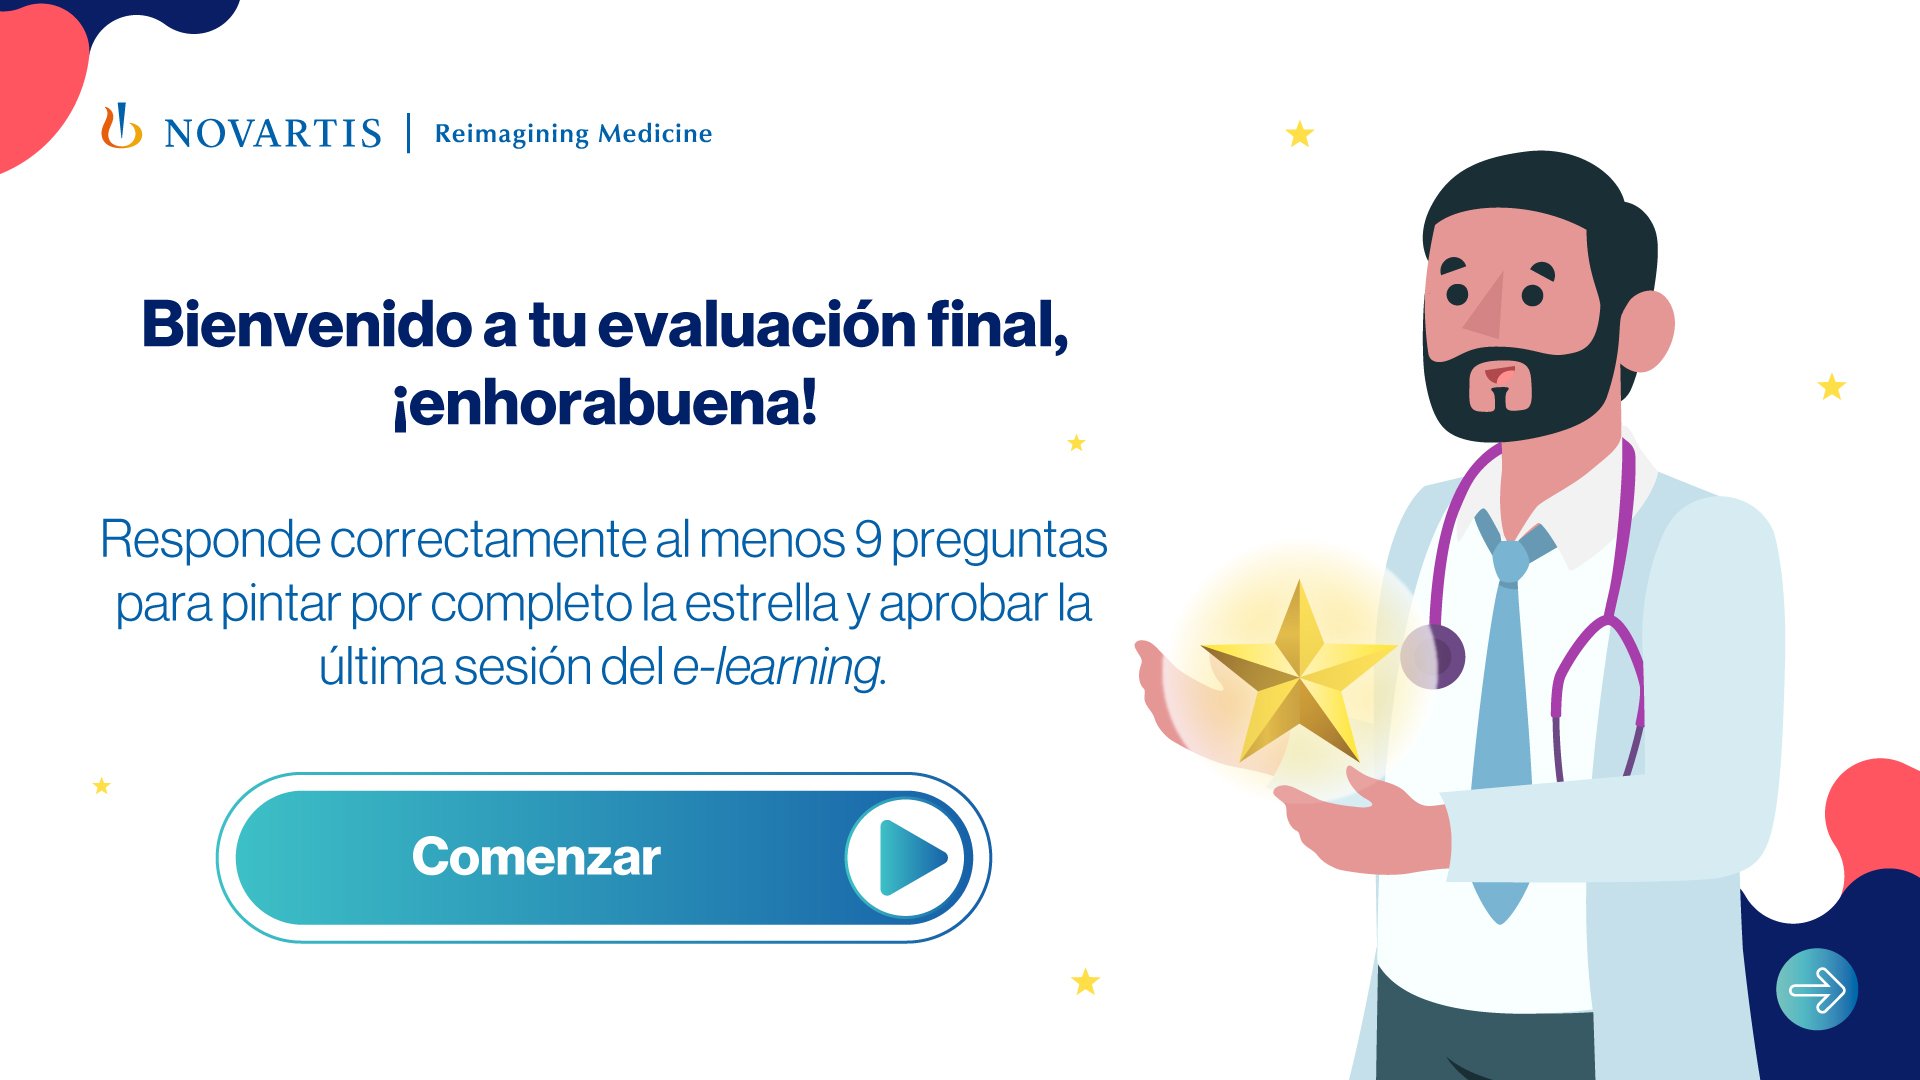 NOVARTIS | Reimagining Medicine
Bienvenido a tu evaluación final,
¡enhorabuena!
Responde correctamente al menos 9 preguntas
para pintar por completo la estrella y aprobar la
última sesión del e-learning.
Comenzar